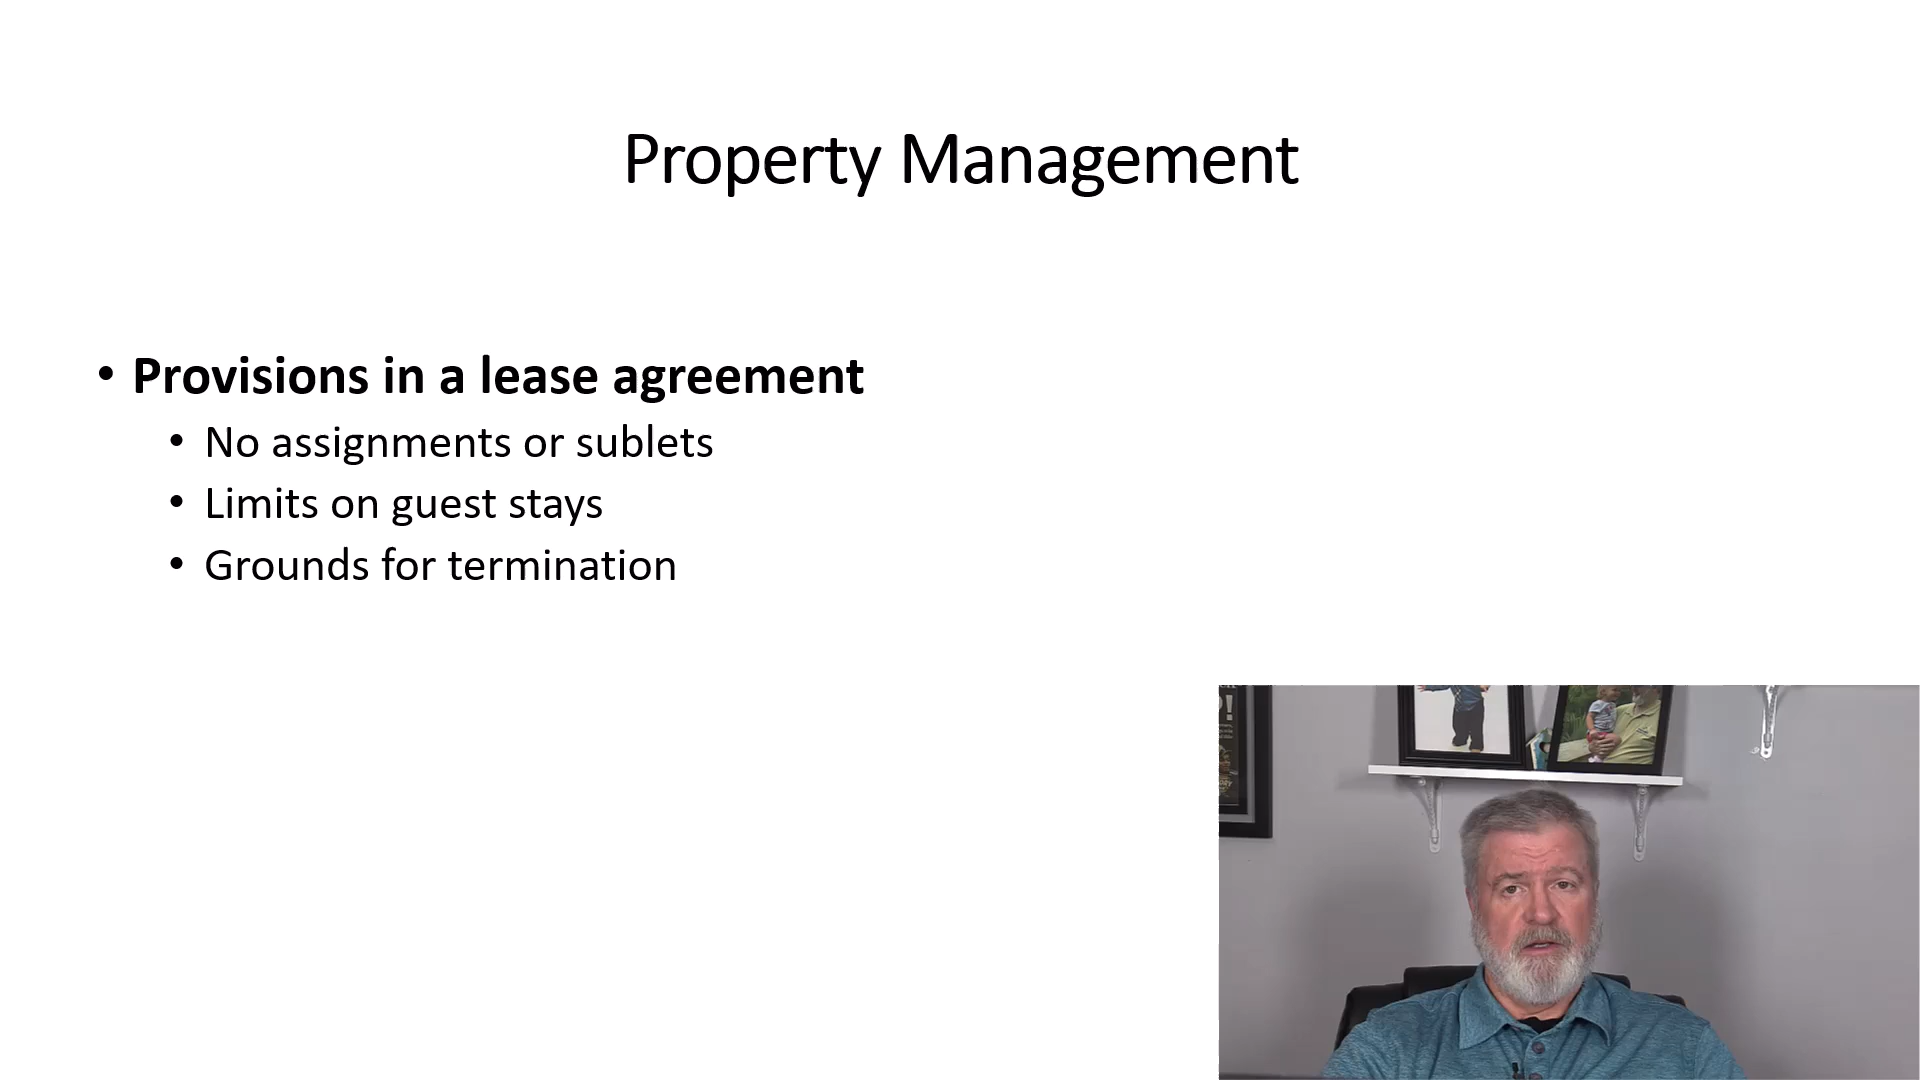 Property Management
• Provisions in a lease agreement
• No assignments or sublets
• Limits on guest stays
• Grounds for termination